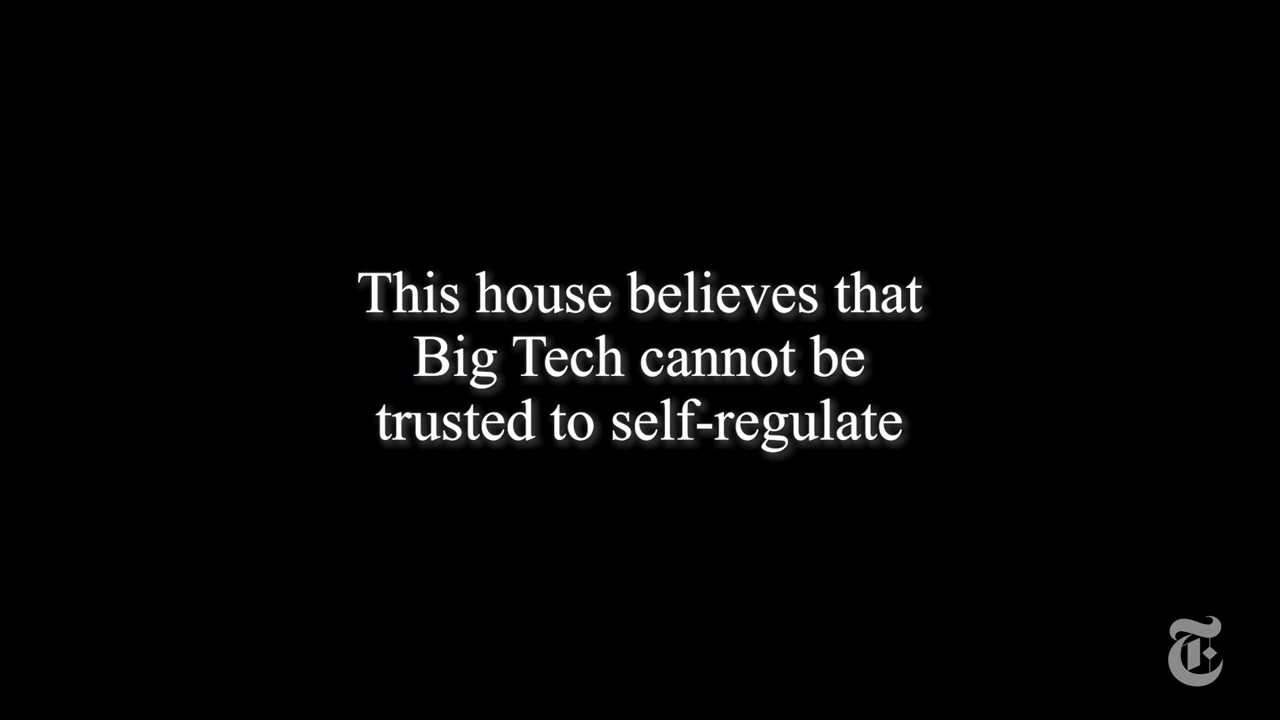 This house believes that
Big Tech cannot be
trusted to self-regulate
T